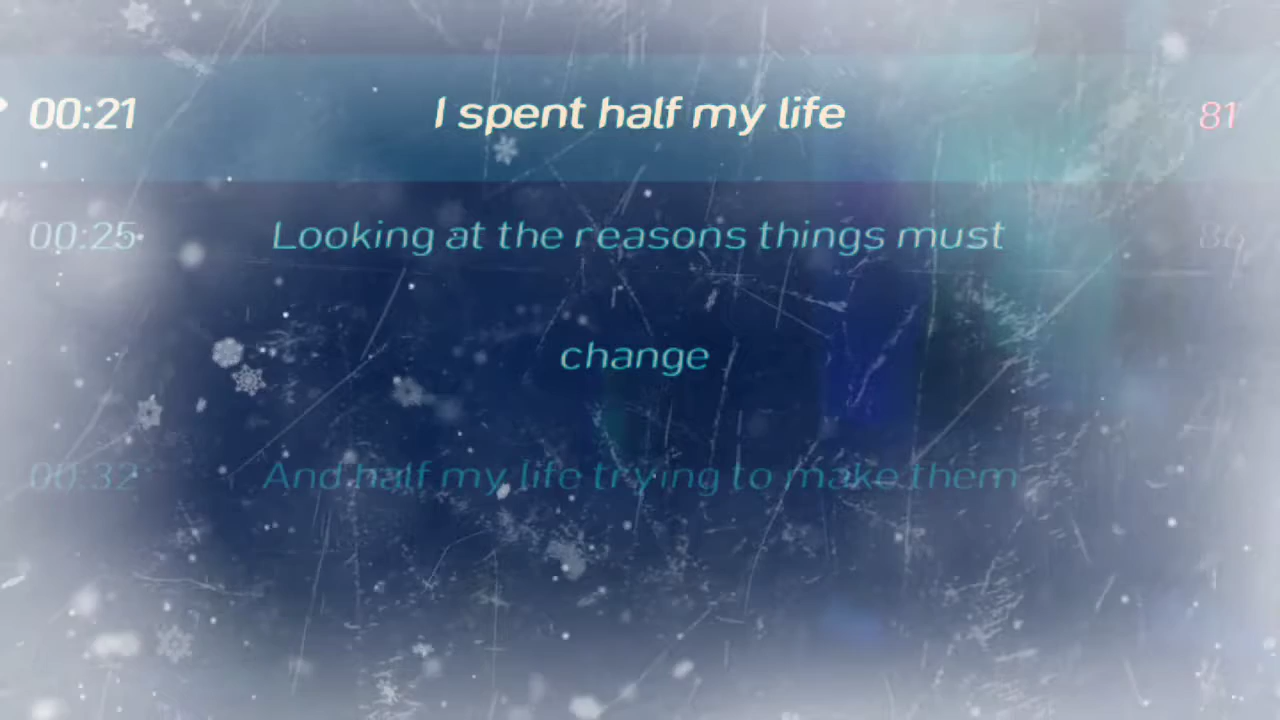 00:21 I spent half my life 81
00:25 Looking at the reasons things must 86
change
00:32 And half my life trying to make them